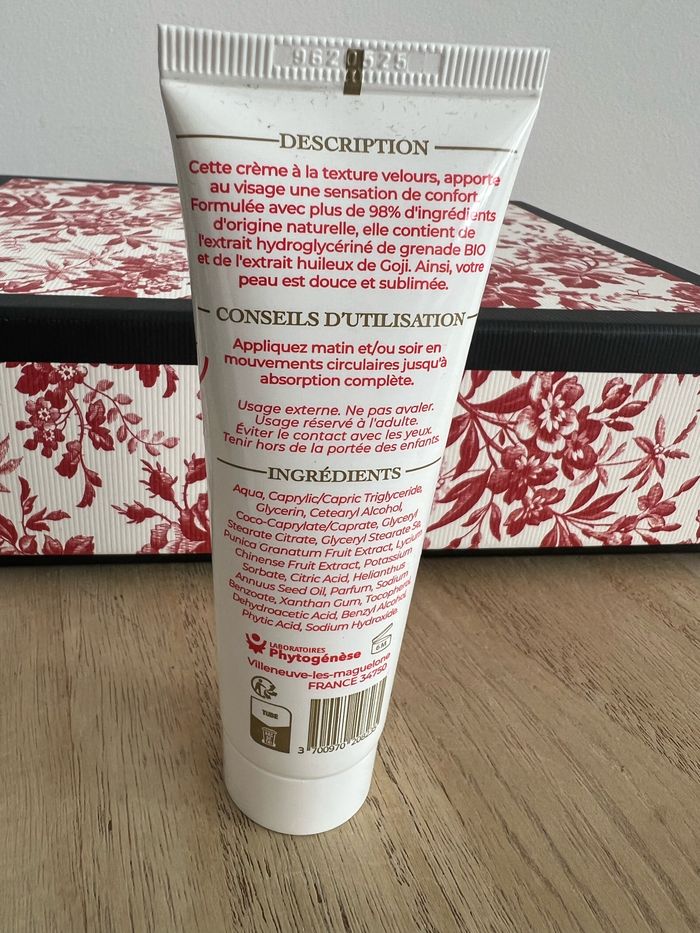 9620525
DESCRIPTION
Cette crème à la texture velours, apporte
au visage une sensation de confort.
Formulée avec plus de 98% d'ingrédients
d'origine naturelle, elle contient de
l'extrait hydroglycériné de grenade BIO
et de l'extrait huileux de Goji. Ainsi, votre
peau est douce et sublimée.
CONSEILS D'UTILISATION
Appliquez matin et/ou soir en
mouvements circulaires jusqu'à
absorption complète.
Usage externe. Ne pas avaler.
Usage réservé à l'adulte.
Éviter le contact avec les yeux.
Tenir hors de la portée des enfants.
INGRÉDIENTS
Aqua, Caprylic/Capric Triglyceride,
Glycerin, Cetearyl Alcohol,
Coco-Caprylate/Caprate, Glyceryl
Stearate Citrate, Glyceryl Stearate Se,
Punica Granatum Fruit Extract, Lycium
Chinense Fruit Extract, Potassium
Sorbate, Citric Acid, Helianthus
Annuus Seed Oil, Parfum, Sodium
Benzoate, Xanthan Gum, Tocopherol,
Dehydroacetic Acid, Benzyl Alcohol,
Phytic Acid, Sodium Hydroxide.
LABORATOIRES
Phytogénèse
6 M
Villeneuve-les-maguelone
FRANCE 34750
TUBE
3 700970